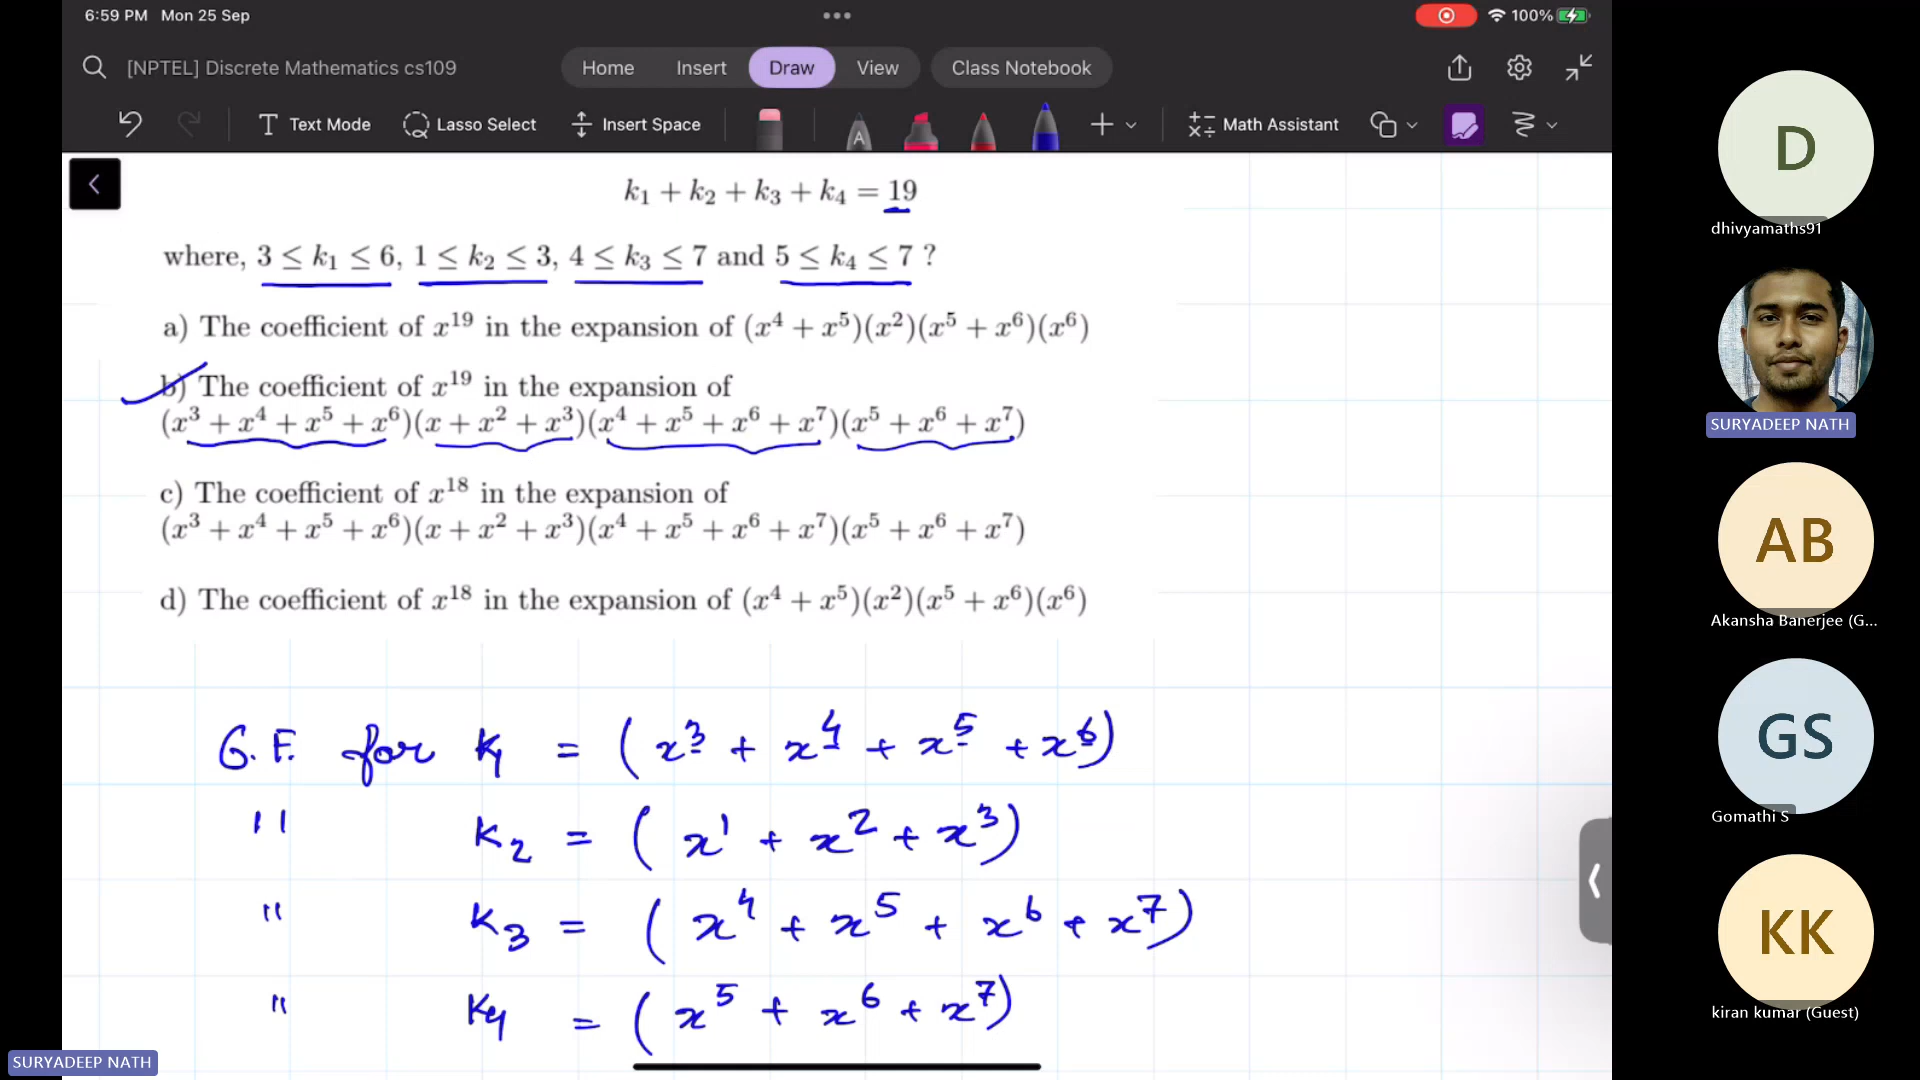 6:59 PM Mon 25 Sep
100%
[NPTEL] Discrete Mathematics cs109
Home Insert Draw View Class Notebook
Text Mode Lasso Select Insert Space A Math Assistant
k₁ + k₂ + k₃ + k₄ = 19
where, 3 ≤ k₁ ≤ 6, 1 ≤ k₂ ≤ 3, 4 ≤ k₃ ≤ 7 and 5 ≤ k₄ ≤ 7 ?
a) The coefficient of x¹⁹ in the expansion of (x⁴ + x⁵)(x²)(x⁵ + x⁶)(x⁶)
b) The coefficient of x¹⁹ in the expansion of
(x³ + x⁴ + x⁵ + x⁶)(x + x² + x³)(x⁴ + x⁵ + x⁶ + x⁷)(x⁵ + x⁶ + x⁷)
c) The coefficient of x¹⁸ in the expansion of
(x³ + x⁴ + x⁵ + x⁶)(x + x² + x³)(x⁴ + x⁵ + x⁶ + x⁷)(x⁵ + x⁶ + x⁷)
d) The coefficient of x¹⁸ in the expansion of (x⁴ + x⁵)(x²)(x⁵ + x⁶)(x⁶)
G.F. for k₁ = (x³ + x⁴ + x⁵ + x⁶)
" k₂ = (x¹ + x² + x³)
" k₃ = (x⁴ + x⁵ + x⁶ + x⁷)
" k₄ = (x⁵ + x⁶ + x⁷)
SURYADEEP NATH
D
dhivyamaths91
SURYADEEP NATH
AB
Akansha Banerjee (G...
GS
Gomathi S
KK
kiran kumar (Guest)